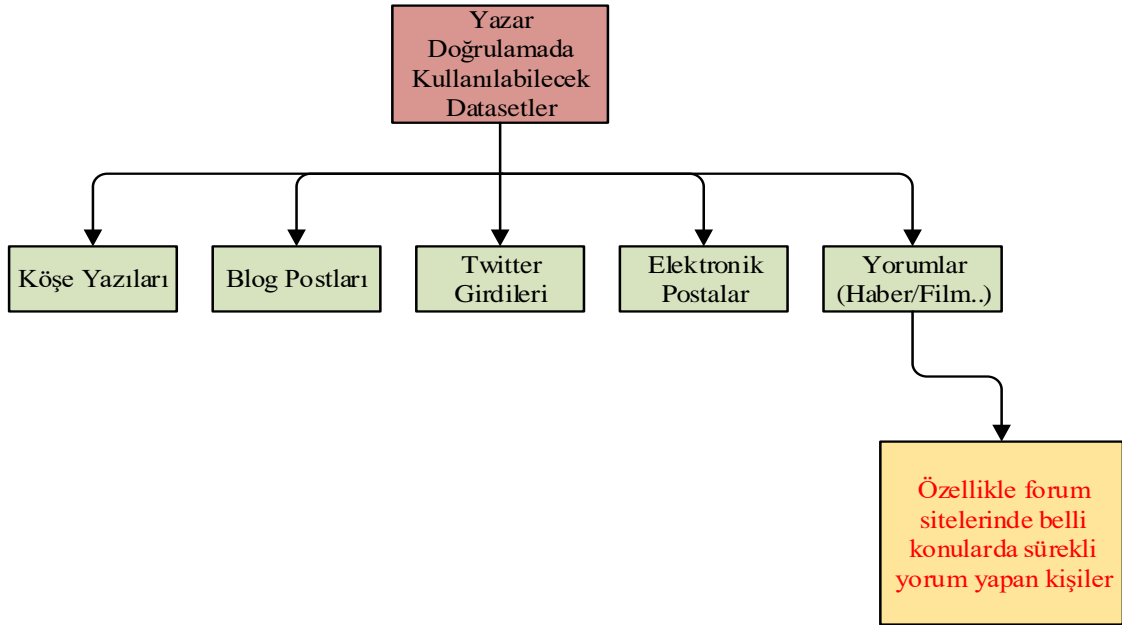 Yazar
Doğrulamada
Kullanılabilecek
Datasetler
Köşe Yazıları
Blog Postları
Twitter
Girdileri
Elektronik
Postalar
Yorumlar
(Haber/Film..)
Özellikle forum
sitelerinde belli
konularda sürekli
yorum yapan kişiler